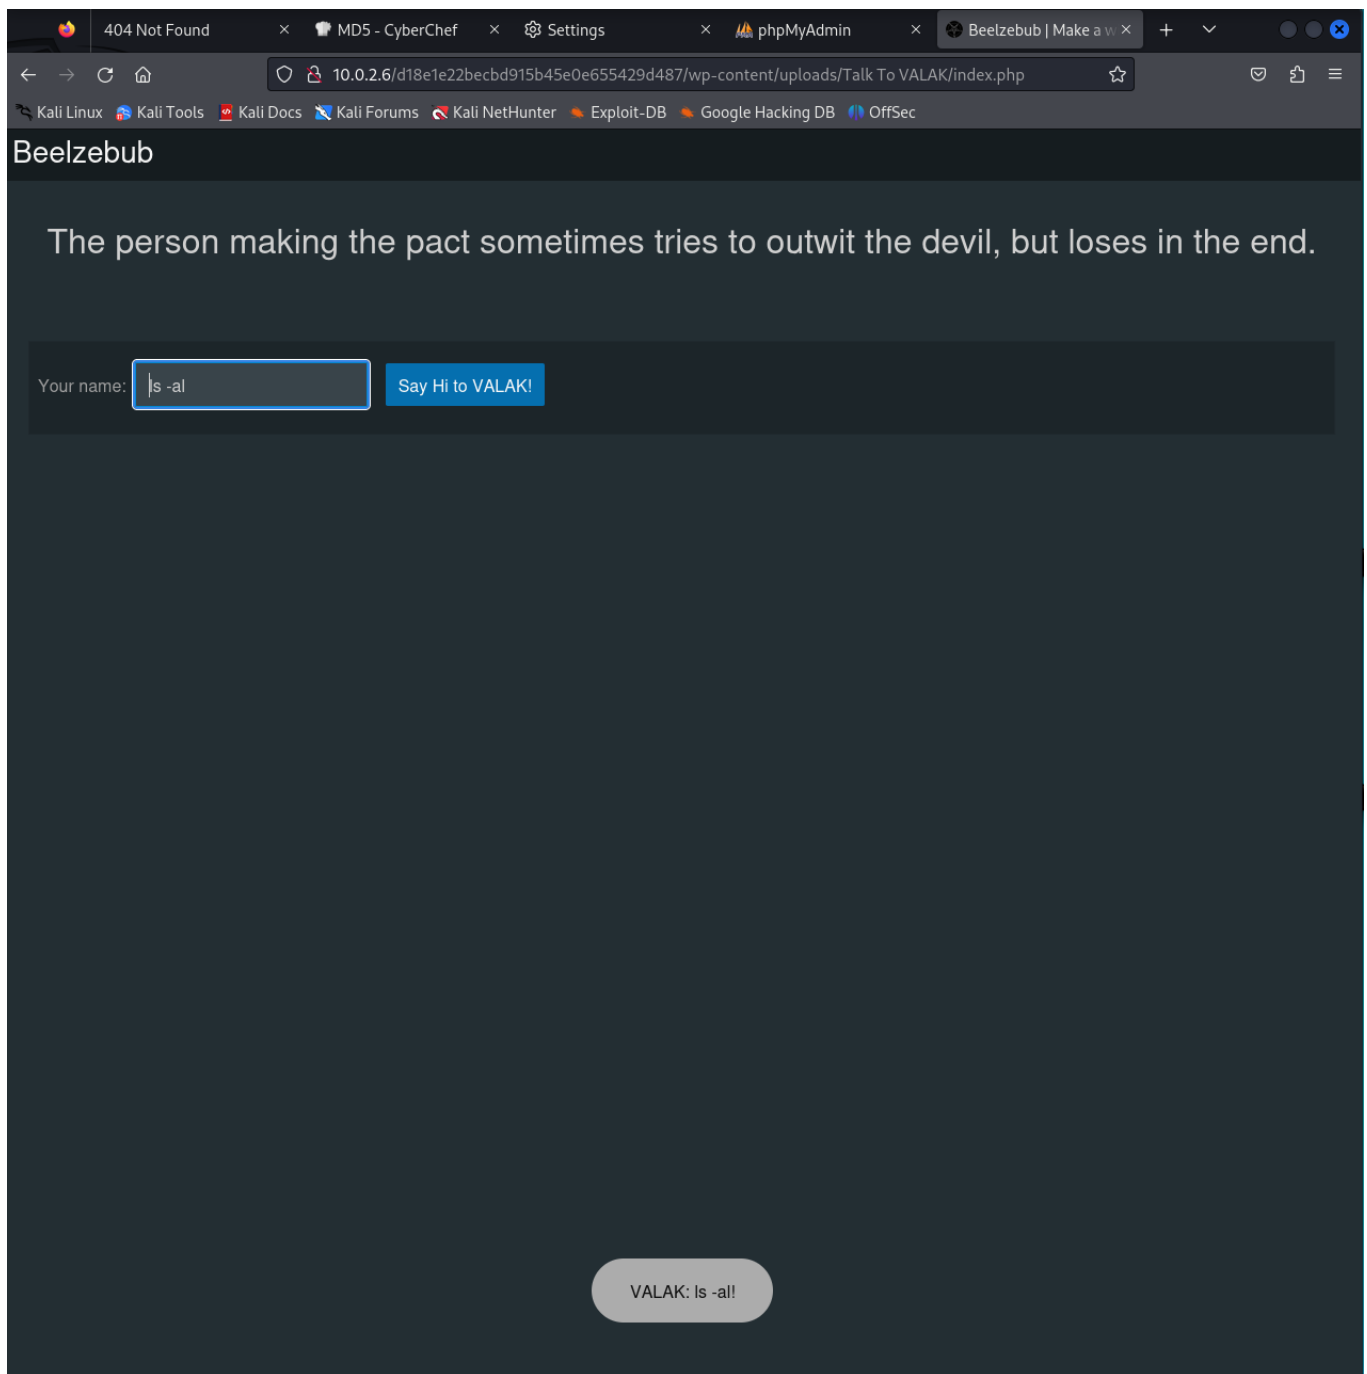 404 Not Found
MD5 - CyberChef
Settings
phpMyAdmin
Beelzebub | Make a w
10.0.2.6/d18e1e22becbd915b45e0e655429d487/wp-content/uploads/Talk To VALAK/index.php
Kali Linux Kali Tools Kali Docs Kali Forums Kali NetHunter Exploit-DB Google Hacking DB OffSec
Beelzebub
The person making the pact sometimes tries to outwit the devil, but loses in the end.
Your name: ls -al Say Hi to VALAK!
VALAK: ls -al!